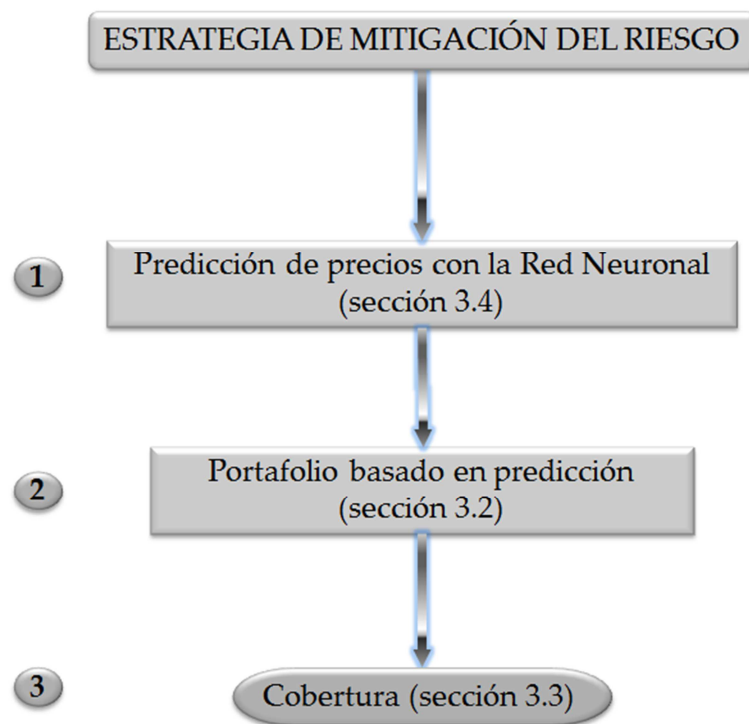 ESTRATEGIA DE MITIGACIÓN DEL RIESGO
1
Predicción de precios con la Red Neuronal
(sección 3.4)
2
Portafolio basado en predicción
(sección 3.2)
3
Cobertura (sección 3.3)